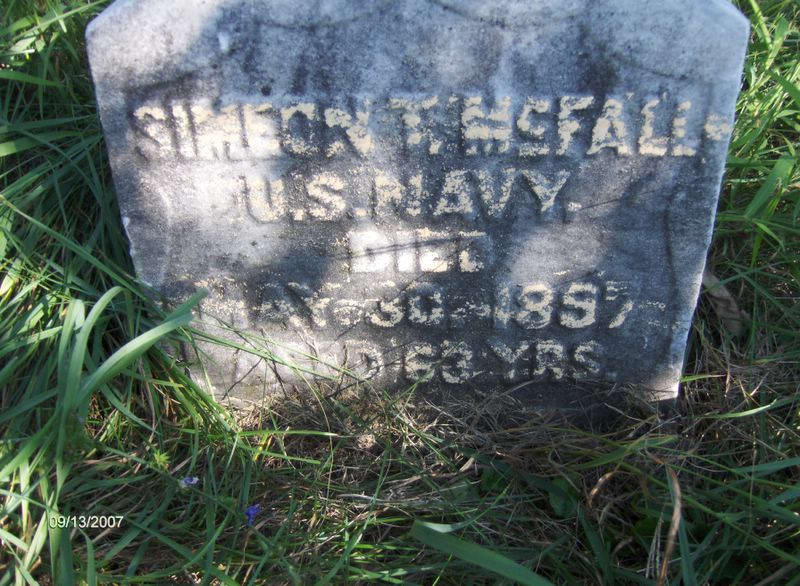 SIMEON T. McFALL
U.S. NAVY.
DIED
MAY 30, 1897
63 YRS.
09/13/2007